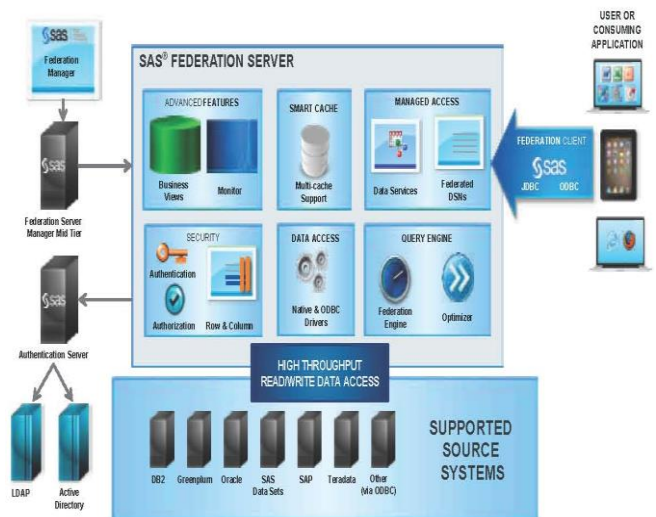 sas
Federation
Manager
sas
Federation Server
Manager Mid Tier
sas
Authentication Server
LDAP
Active
Directory
SAS® FEDERATION SERVER
ADVANCED FEATURES
Business
Views
Monitor
SMART CACHE
Multi-cache
Support
MANAGED ACCESS
Data Services
Federated
DSNs
SECURITY
Authentication
Authorization
Row & Column
DATA ACCESS
Native & ODBC
Drivers
QUERY ENGINE
Federation
Engine
Optimizer
HIGH THROUGHPUT
READ/WRITE DATA ACCESS
DB2
Greenplum
Oracle
SAS
Data Sets
SAP
Teradata
Other
(via ODBC)
SUPPORTED
SOURCE
SYSTEMS
FEDERATION CLIENT
sas
JDBC ODBC
USER OR
CONSUMING
APPLICATION